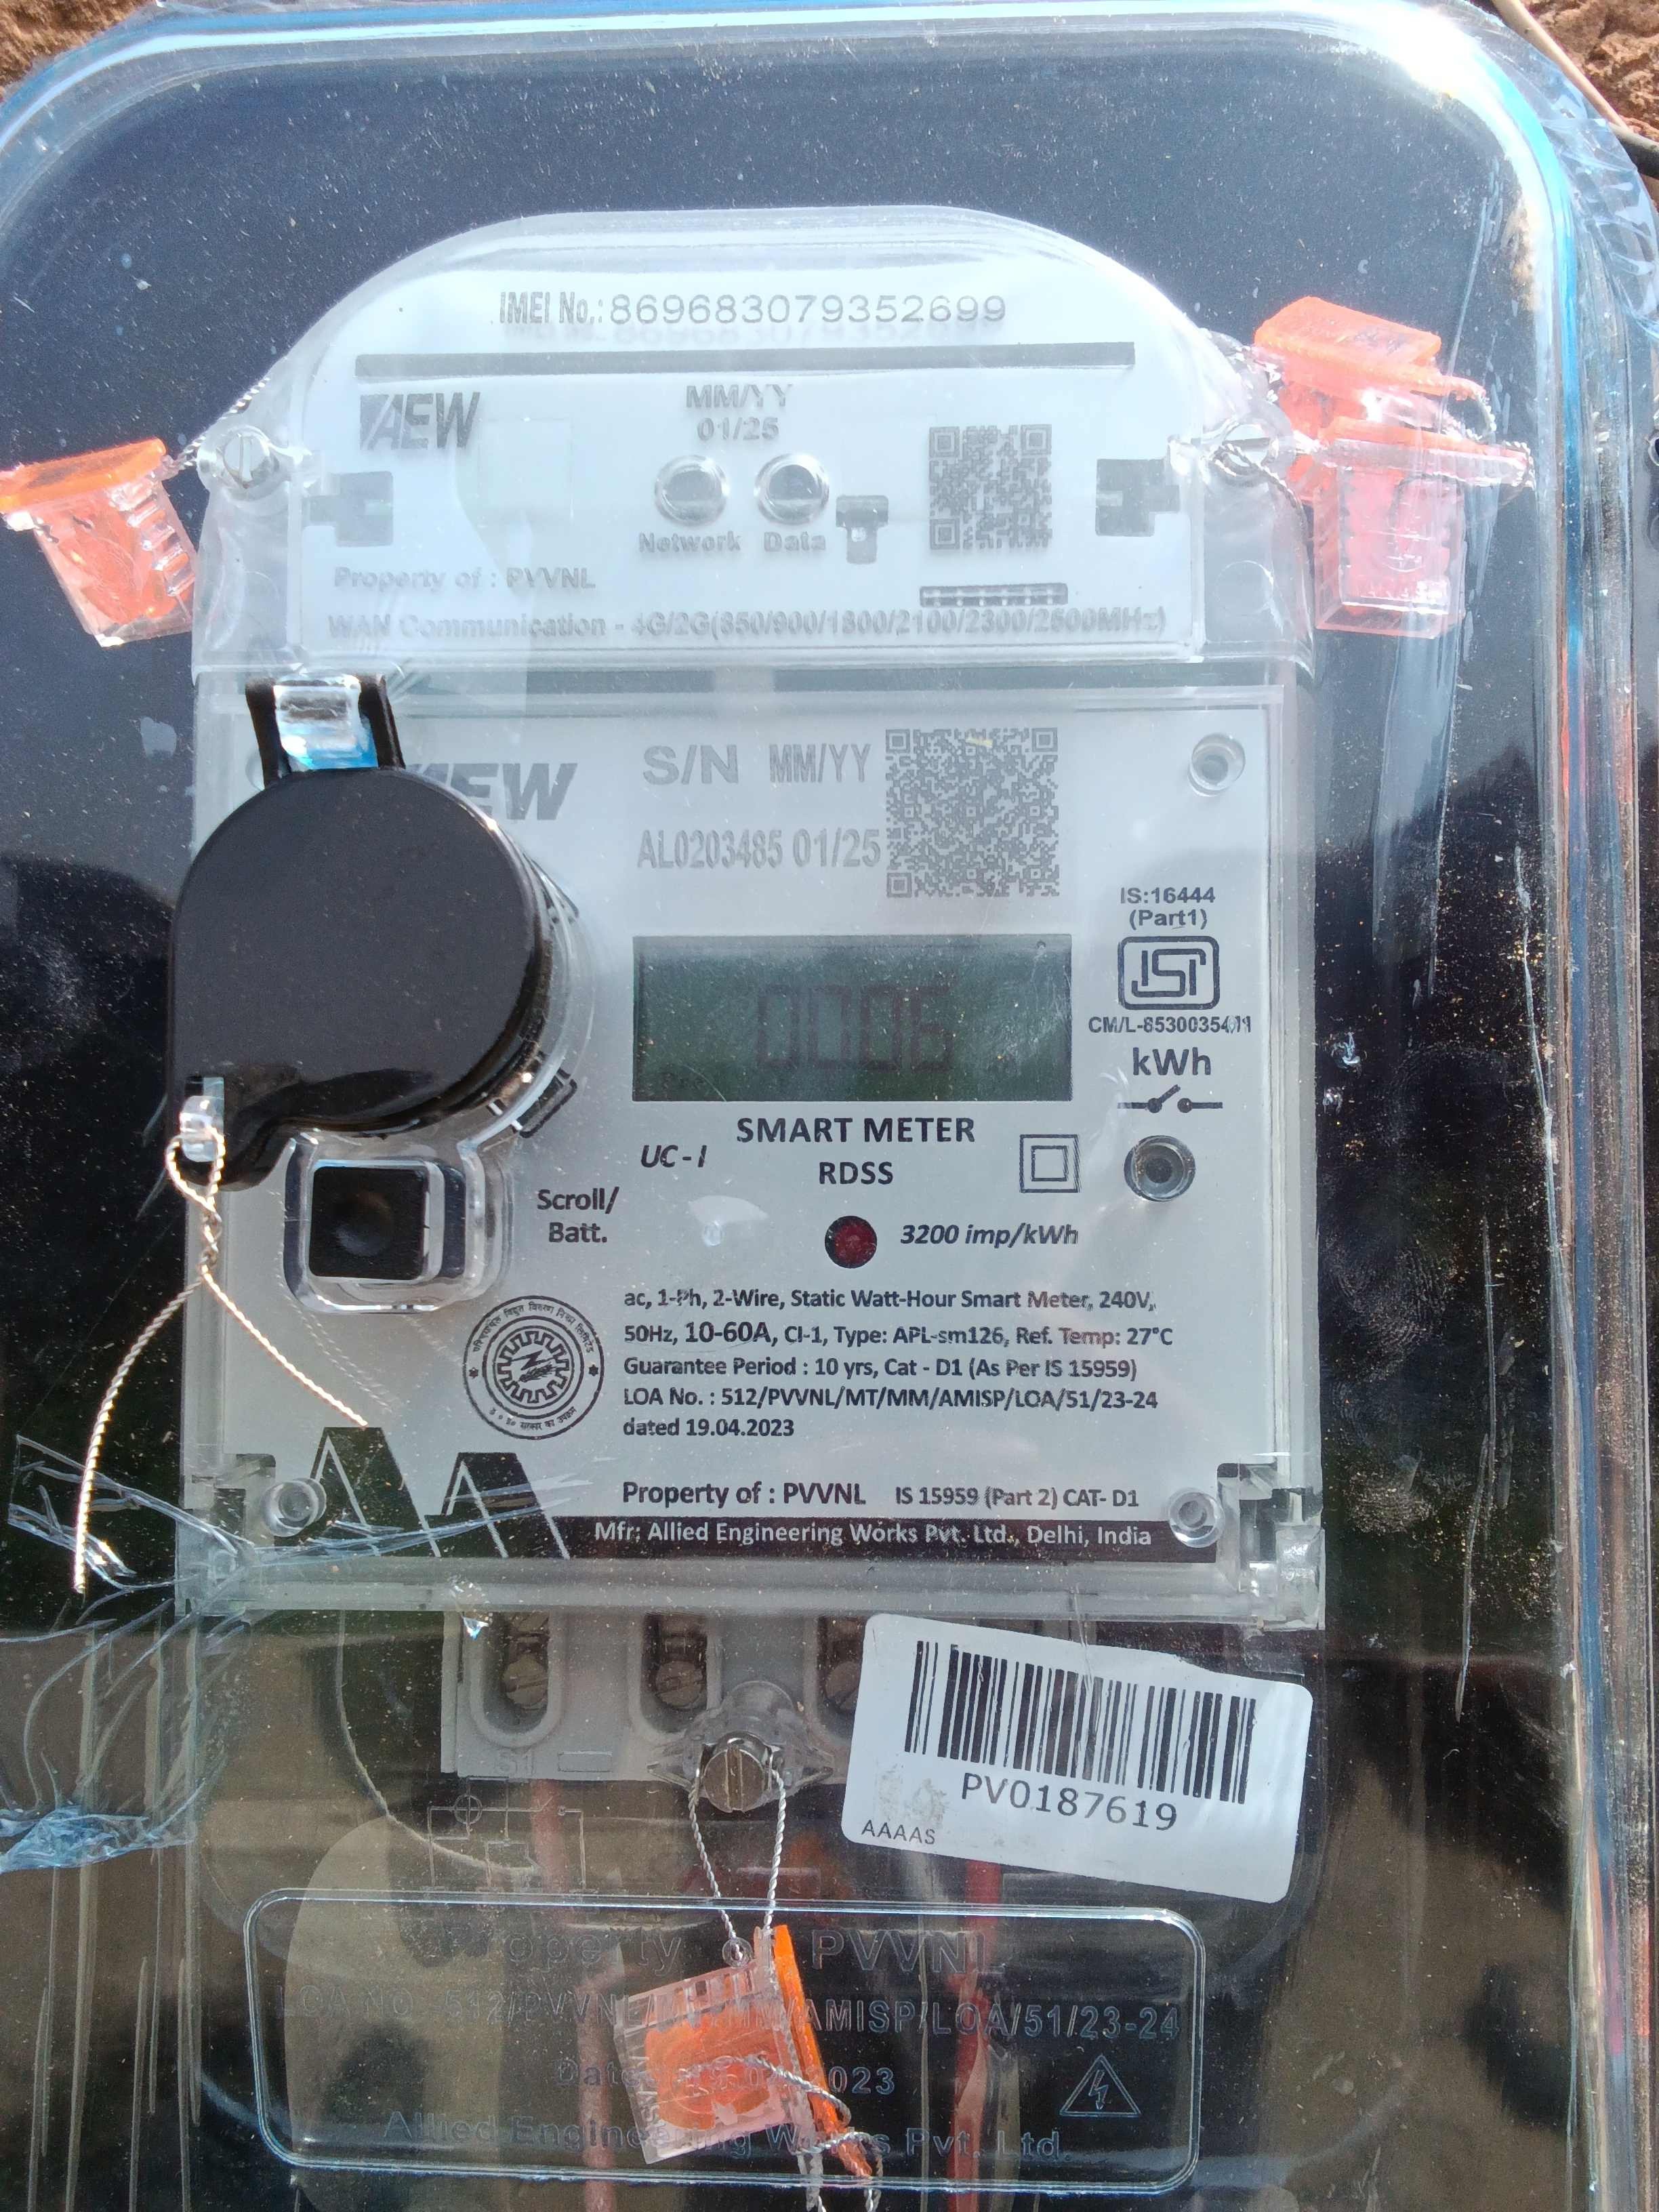 IMEI No.: 869683079352699
AEW
MM/YY
01/25
Network Data
Property of : PVVNL
WAN Communication - 4G/2G(850/900/1800/2100/2300/2500MHz)
S/N MM/YY
AL0203485 01/25
IS:16444
(Part1)
ISI
0006
kWh
SMART METER
UC - I
RDSS
Scroll/
Batt.
3200 imp/kWh
ac, 1-Ph, 2-Wire, Static Watt-Hour Smart Meter, 240V,
50Hz, 10-60A, Cl-1, Type: APL-sm126, Ref. Temp: 27°C
Guarantee Period : 10 yrs, Cat - D1 (As Per IS 15959)
LOA No. : 512/PVVNL/MT/MM/AMISP/LOA/51/23-24
dated 19.04.2023
Property of : PVVNL IS 15959 (Part 2) CAT- D1
Mfr: Allied Engineering Works Pvt. Ltd., Delhi, India
S1
PV0187619
AAAAS
Property of PVVNL
AMISP/LOA/51/23-24
Allied Engineering Works Pvt. Ltd.